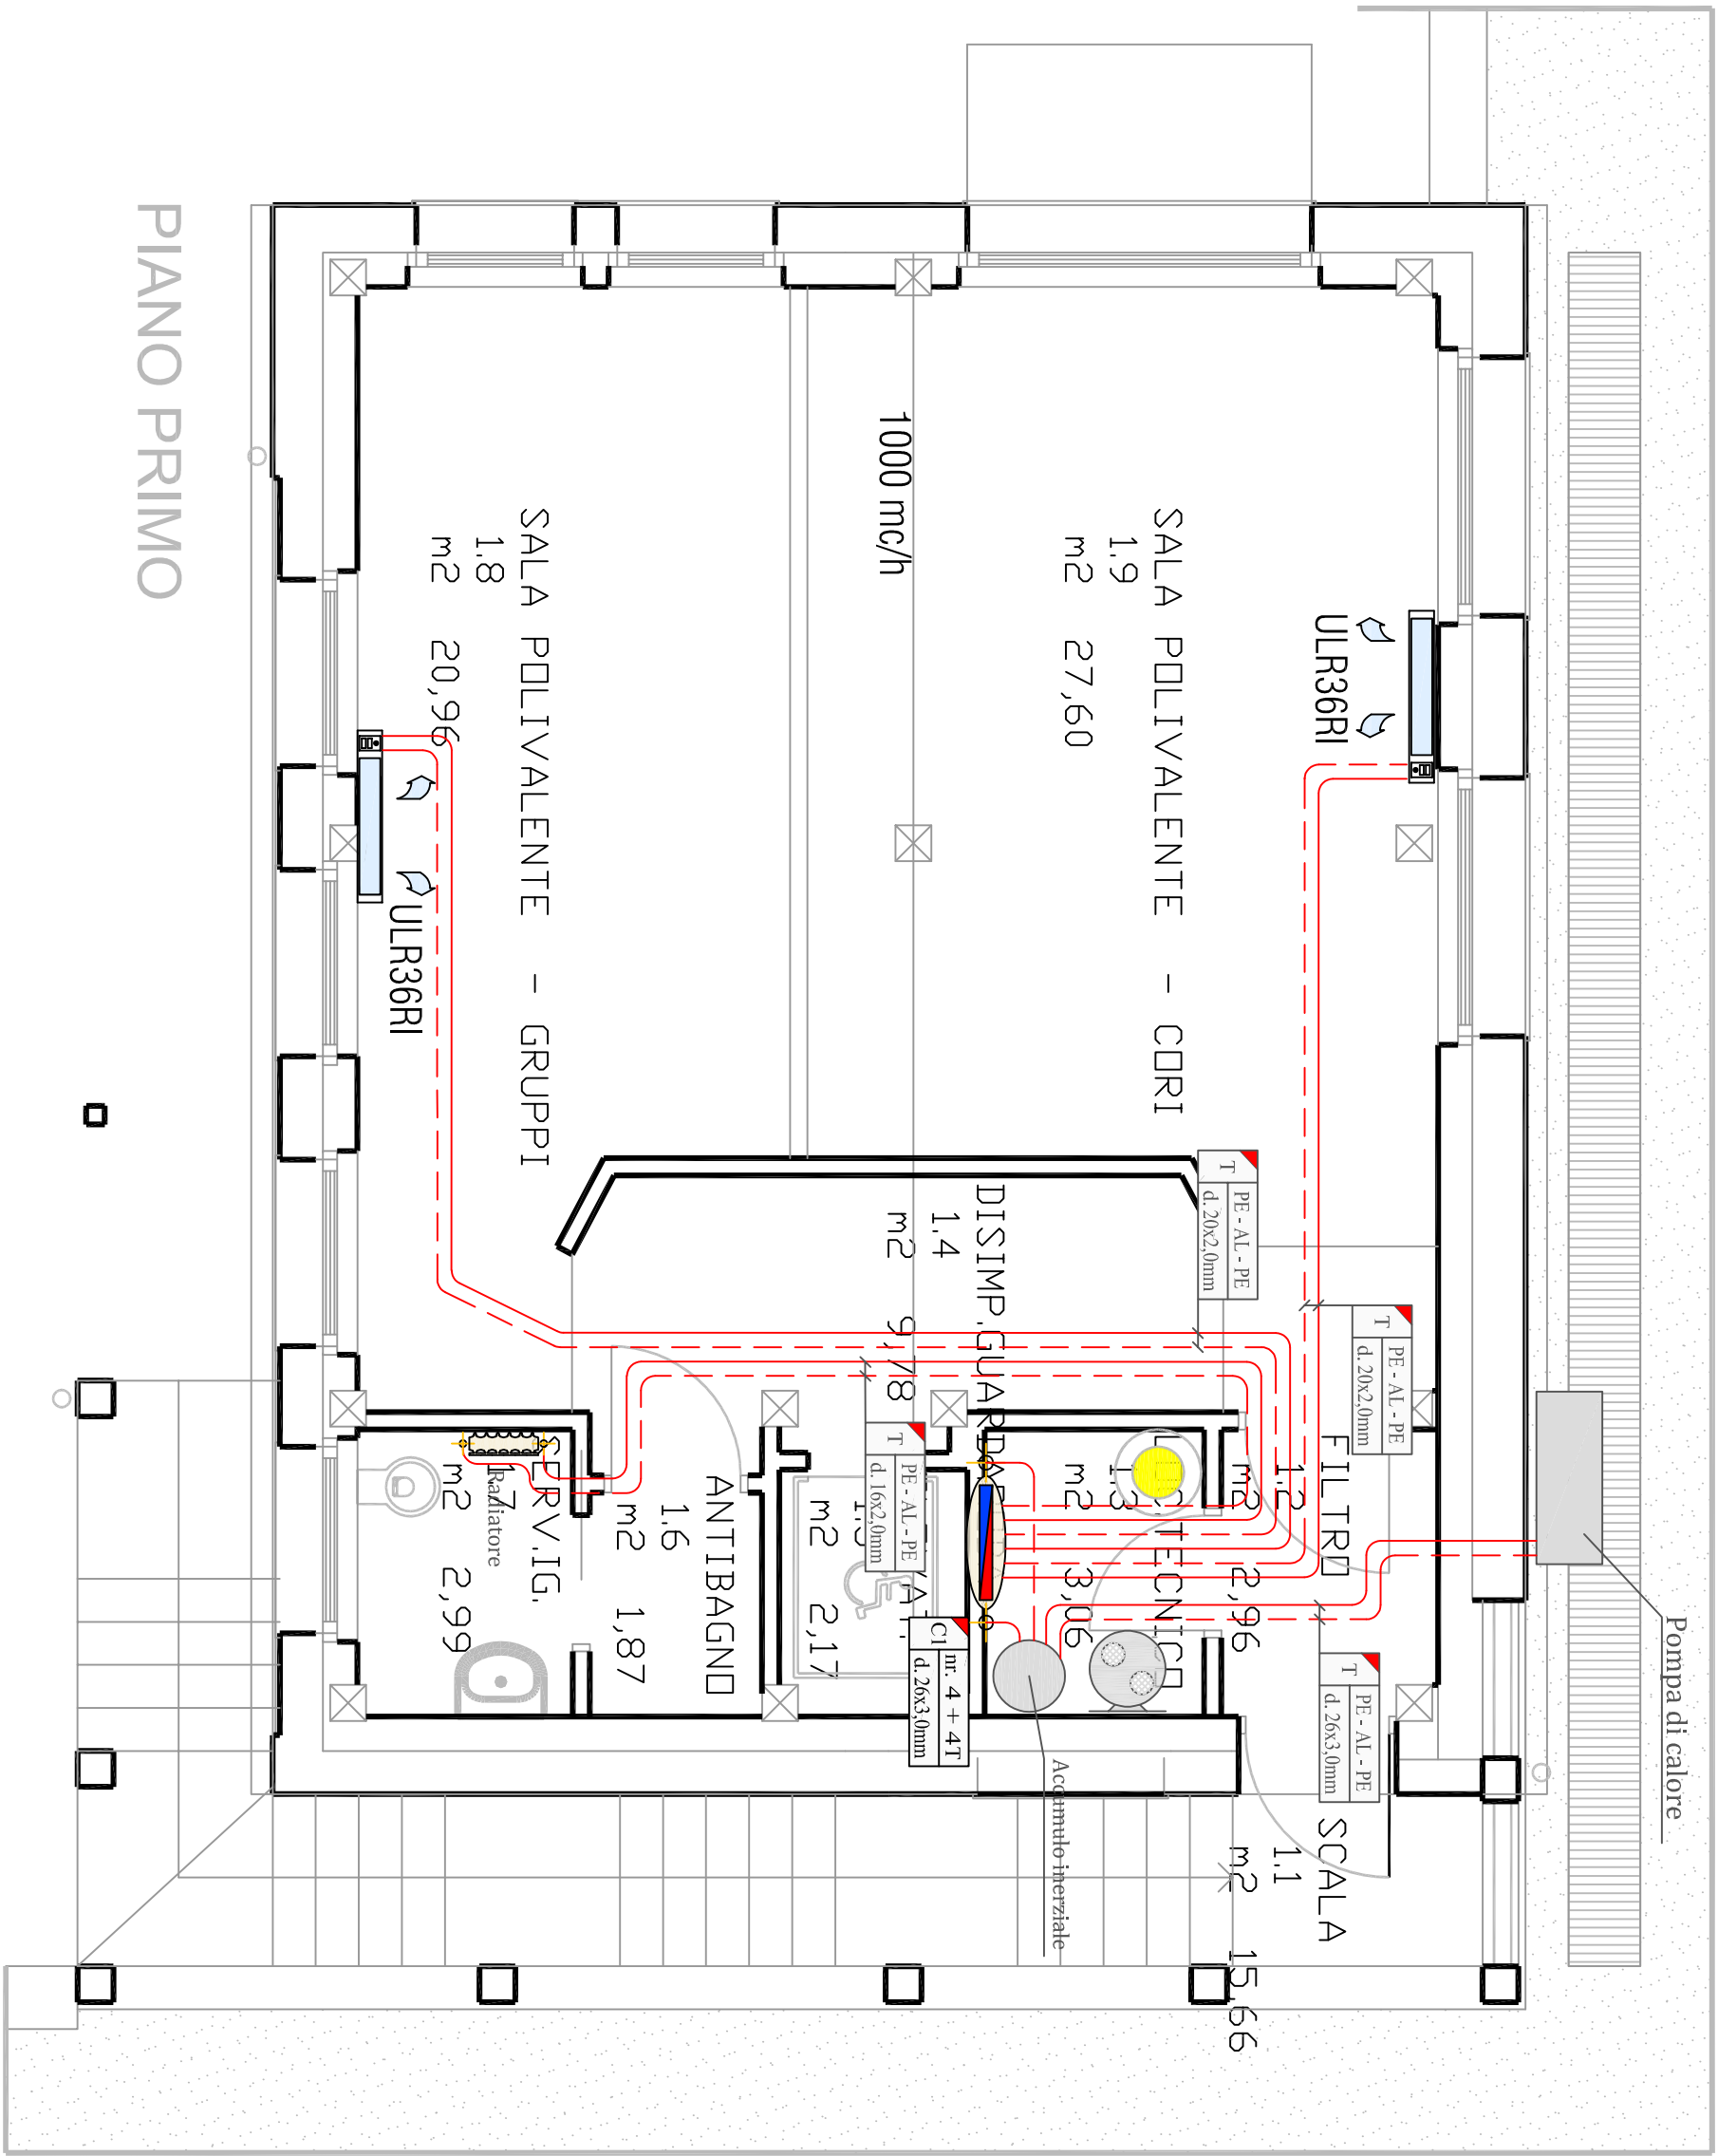 PIANO PRIMO
SALA POLIVALENTE - CORI
1.9
m2 27,60
ULR36RI
1000 mc/h
SALA POLIVALENTE - GRUPPI
1.8
m2 20,96
ULR36RI
DISIMP.GUARDAR
1.4
m2 9,78
T PE - AL - PE
d. 20x2,0mm
T PE - AL - PE
d. 20x2,0mm
T PE - AL - PE
d. 16x2,0mm
T PE - AL - PE
d. 26x3,0mm
C1 nr. 4 + 4T
d. 26x3,0mm
FILTRO
1.2
m2 2,96
TECNICO
1.3
m2 3,06
m2 2,17
ANTIBAGNO
1.6
m2 1,87
SERV.IG.
1.7
m2 2,99
Radiatore
Accumulo inerziale
Pompa di calore
SCALA
1.1
m2 15,66